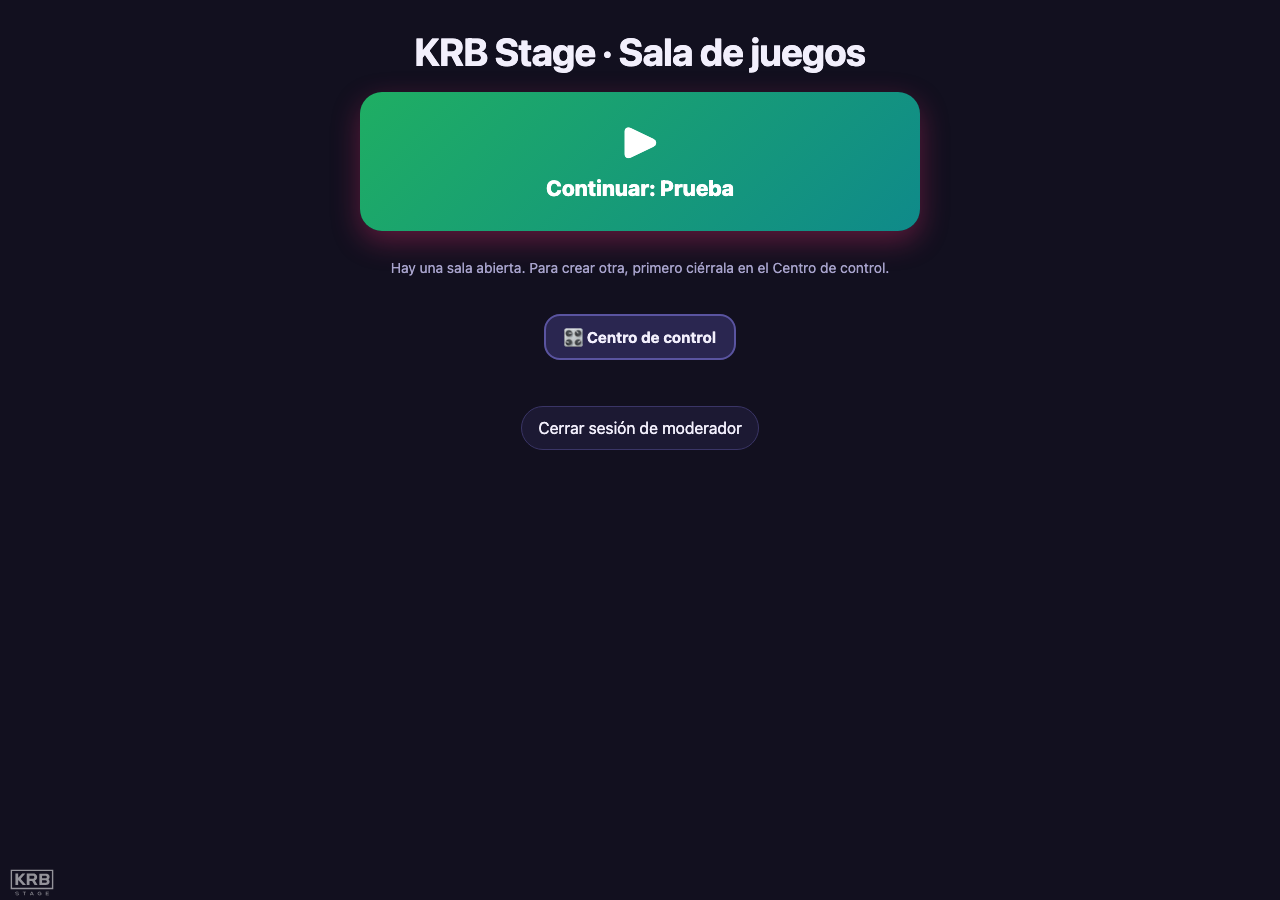 KRB Stage · Sala de juegos
Continuar: Prueba
Hay una sala abierta. Para crear otra, primero ciérrala en el Centro de control.
Centro de control
Cerrar sesión de moderador
KRB
STAGE